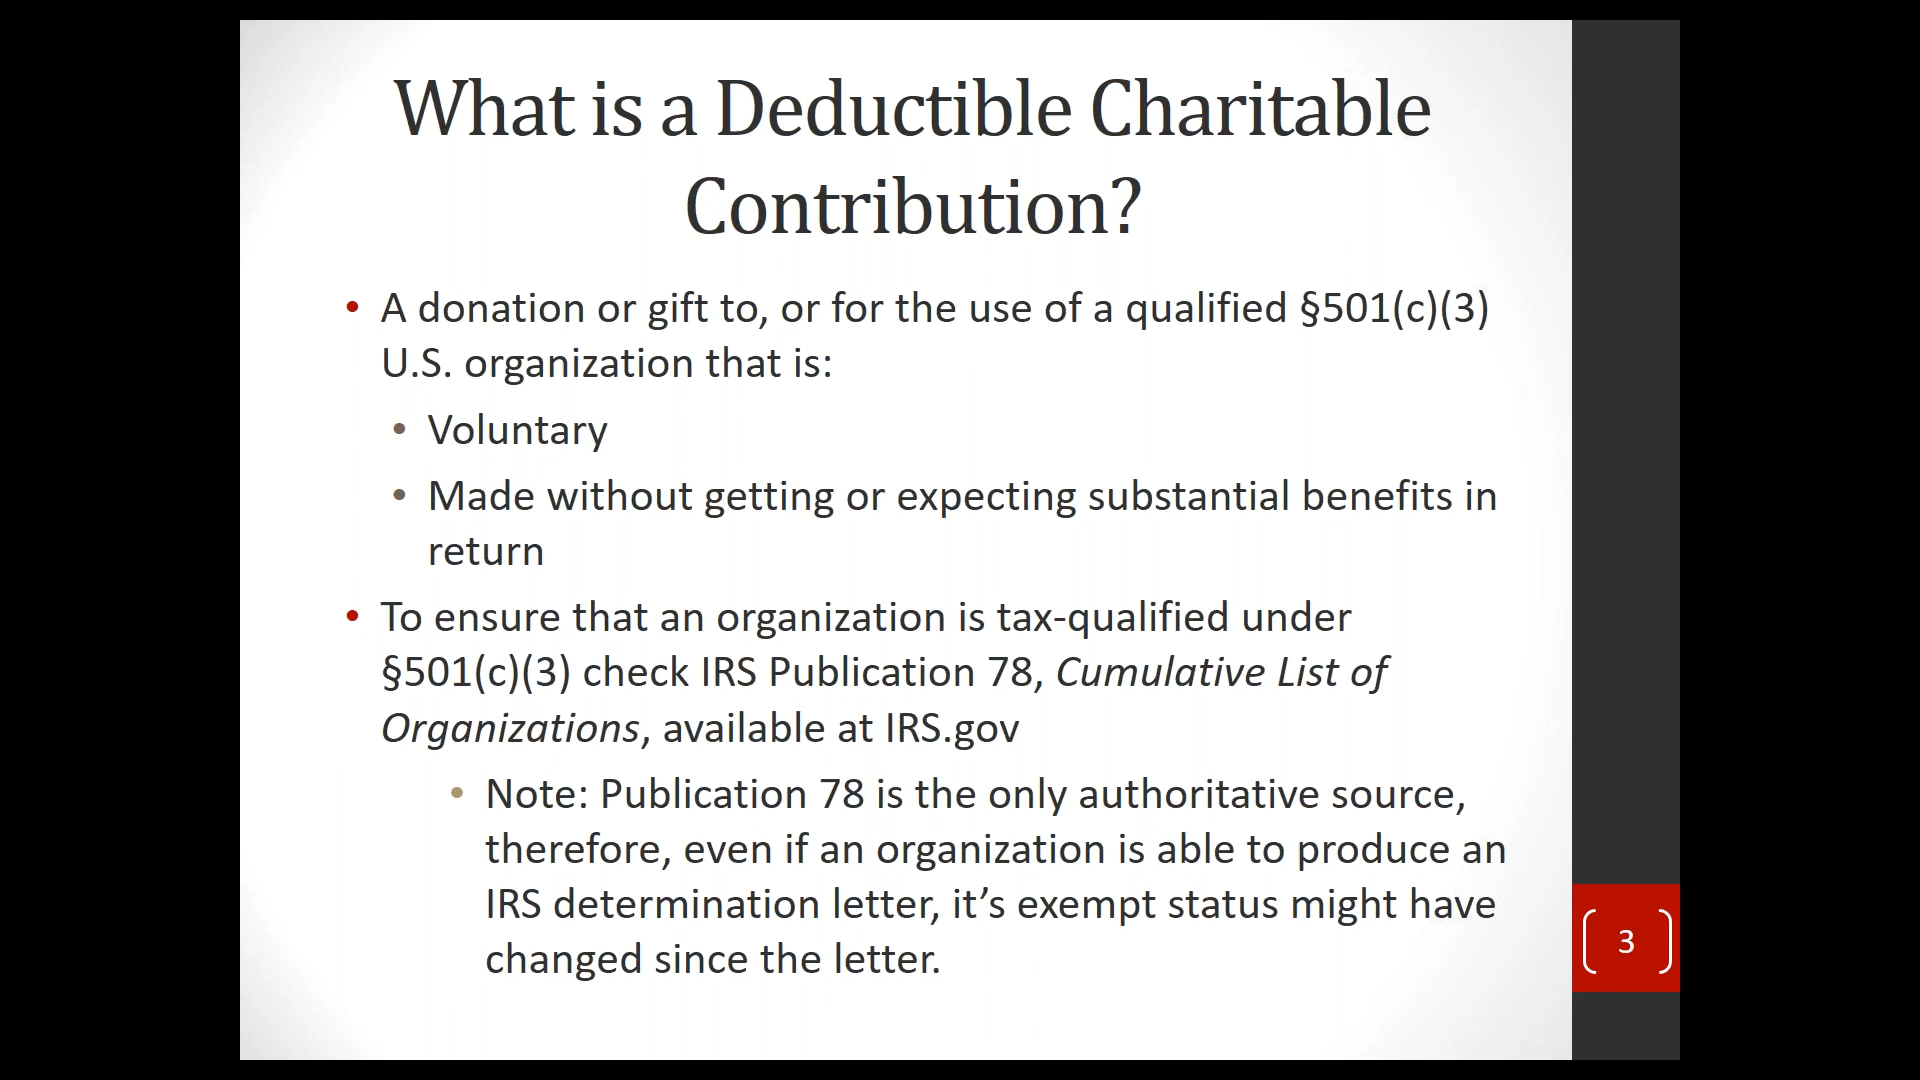 What is a Deductible Charitable
Contribution?
• A donation or gift to, or for the use of a qualified §501(c)(3)
U.S. organization that is:
• Voluntary
• Made without getting or expecting substantial benefits in
return
• To ensure that an organization is tax-qualified under
§501(c)(3) check IRS Publication 78, Cumulative List of
Organizations, available at IRS.gov
• Note: Publication 78 is the only authoritative source,
therefore, even if an organization is able to produce an
IRS determination letter, it’s exempt status might have
changed since the letter.
3